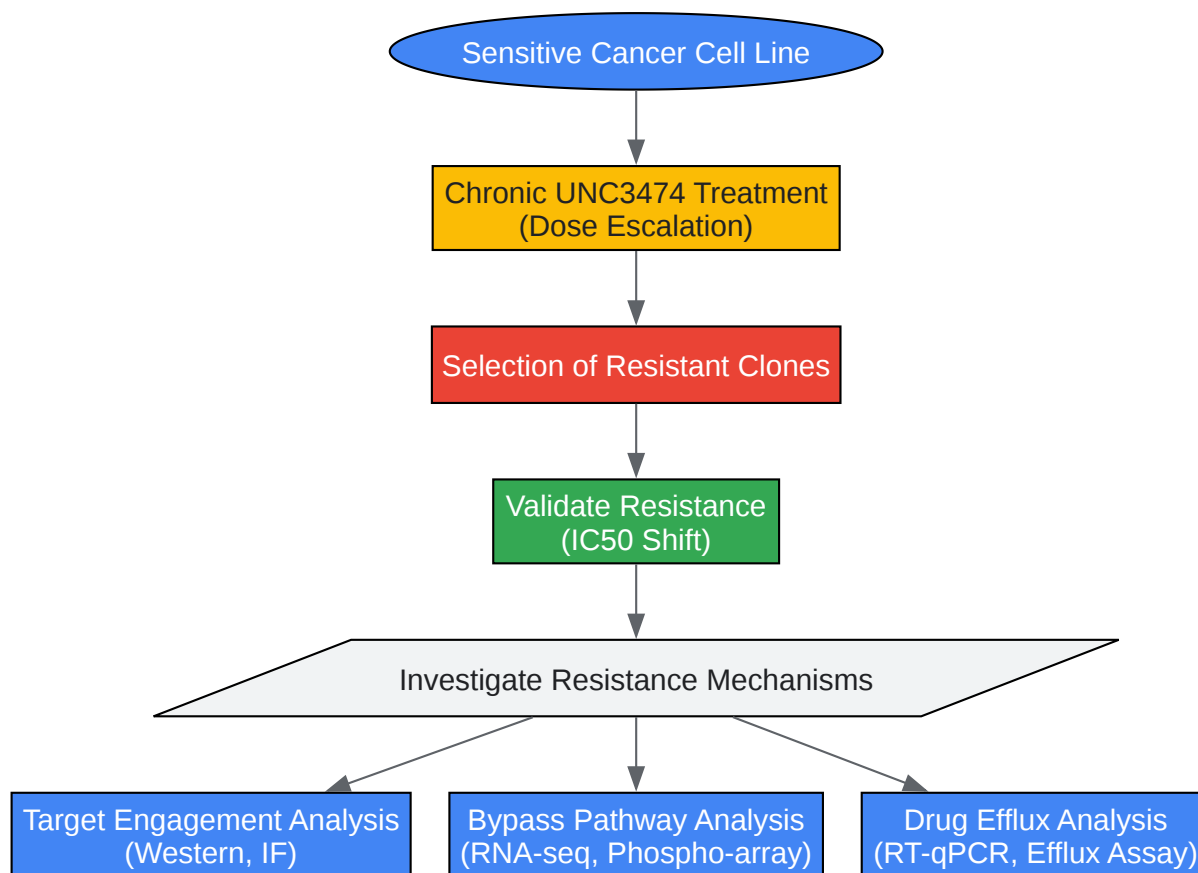 Sensitive Cancer Cell Line
Chronic UNC3474 Treatment
(Dose Escalation)
Selection of Resistant Clones
Validate Resistance
(IC50 Shift)
Investigate Resistance Mechanisms
Target Engagement Analysis
(Western, IF)
Bypass Pathway Analysis
(RNA-seq, Phospho-array)
Drug Efflux Analysis
(RT-qPCR, Efflux Assay)